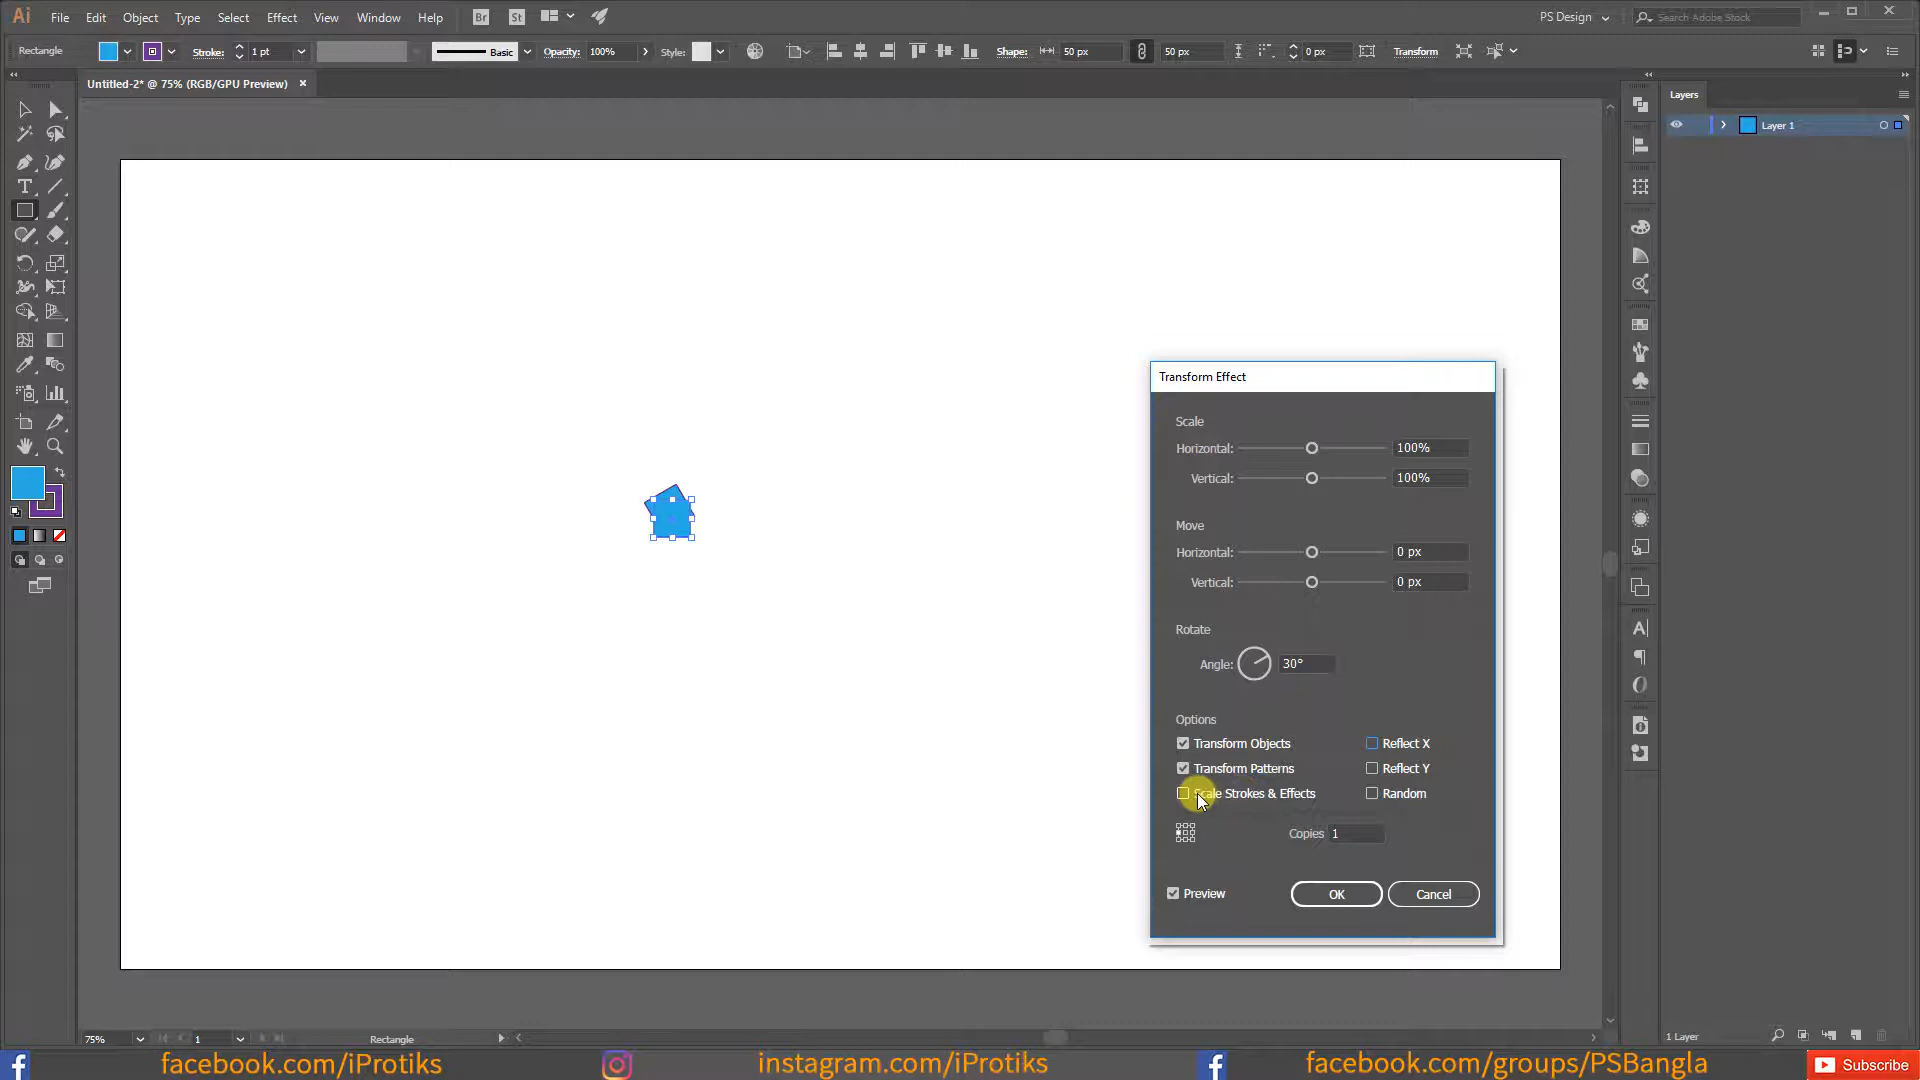 Ai File Edit Object Type Select Effect View Window Help Br St PS Design Search Adobe Stock
Rectangle Stroke: 1 pt Basic Opacity: 100% Style: Shape: 50 px 50 px 0 px Transform
Untitled-2* @ 75% (RGB/GPU Preview)
Layers
Layer 1
Transform Effect
Scale
Horizontal: 100%
Vertical: 100%
Move
Horizontal: 0 px
Vertical: 0 px
Rotate
Angle: 30°
Options
Transform Objects Reflect X
Transform Patterns Reflect Y
Scale Strokes & Effects Random
Copies 1
Preview OK Cancel
75% 1 Rectangle 1 Layer
facebook.com/iProtiks instagram.com/iProtiks facebook.com/groups/PSBangla Subscribe